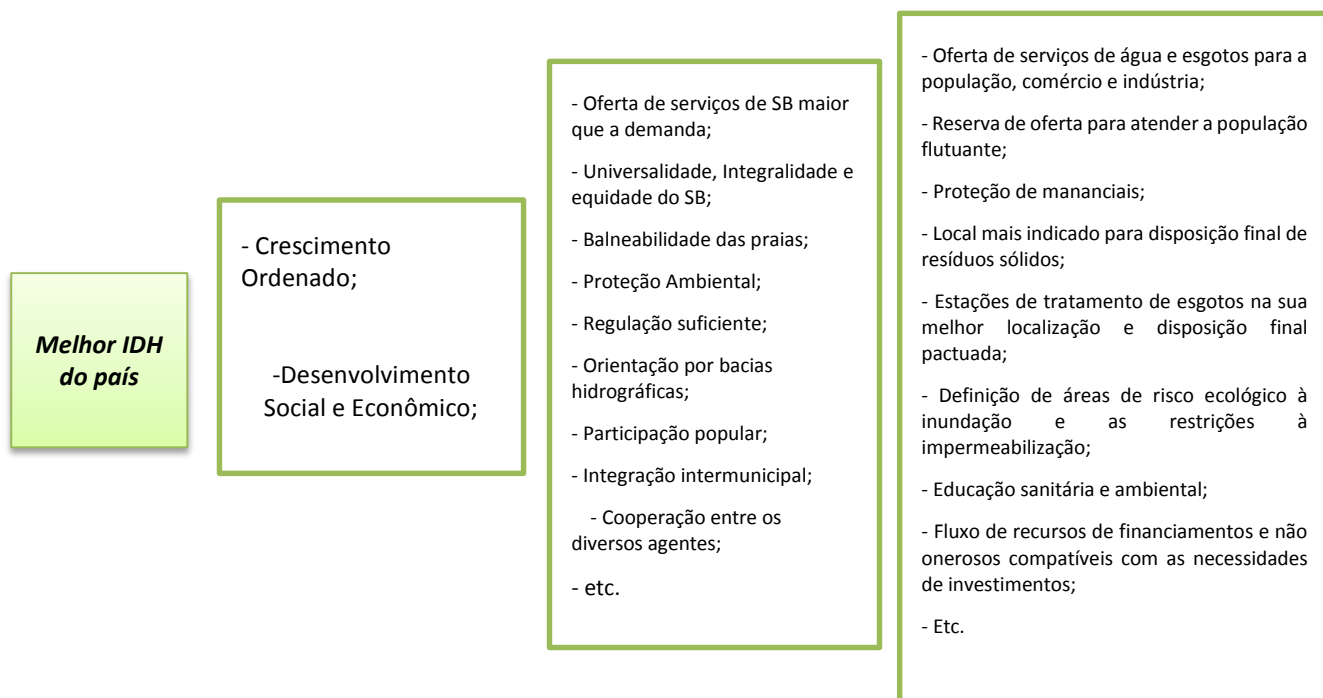 Melhor IDH
do país
- Crescimento
Ordenado;
-Desenvolvimento
Social e Econômico;
- Oferta de serviços de SB maior
que a demanda;
- Universalidade, Integralidade e
equidade do SB;
- Balneabilidade das praias;
- Proteção Ambiental;
- Regulação suficiente;
- Orientação por bacias
hidrográficas;
- Participação popular;
- Integração intermunicipal;
- Cooperação entre os
diversos agentes;
- etc.
- Oferta de serviços de água e esgotos para a
população, comércio e indústria;
- Reserva de oferta para atender a população
flutuante;
- Proteção de mananciais;
- Local mais indicado para disposição final de
resíduos sólidos;
- Estações de tratamento de esgotos na sua
melhor localização e disposição final
pactuada;
- Definição de áreas de risco ecológico à
inundação e as restrições à
impermeabilização;
- Educação sanitária e ambiental;
- Fluxo de recursos de financiamentos e não
onerosos compatíveis com as necessidades
de investimentos;
- Etc.